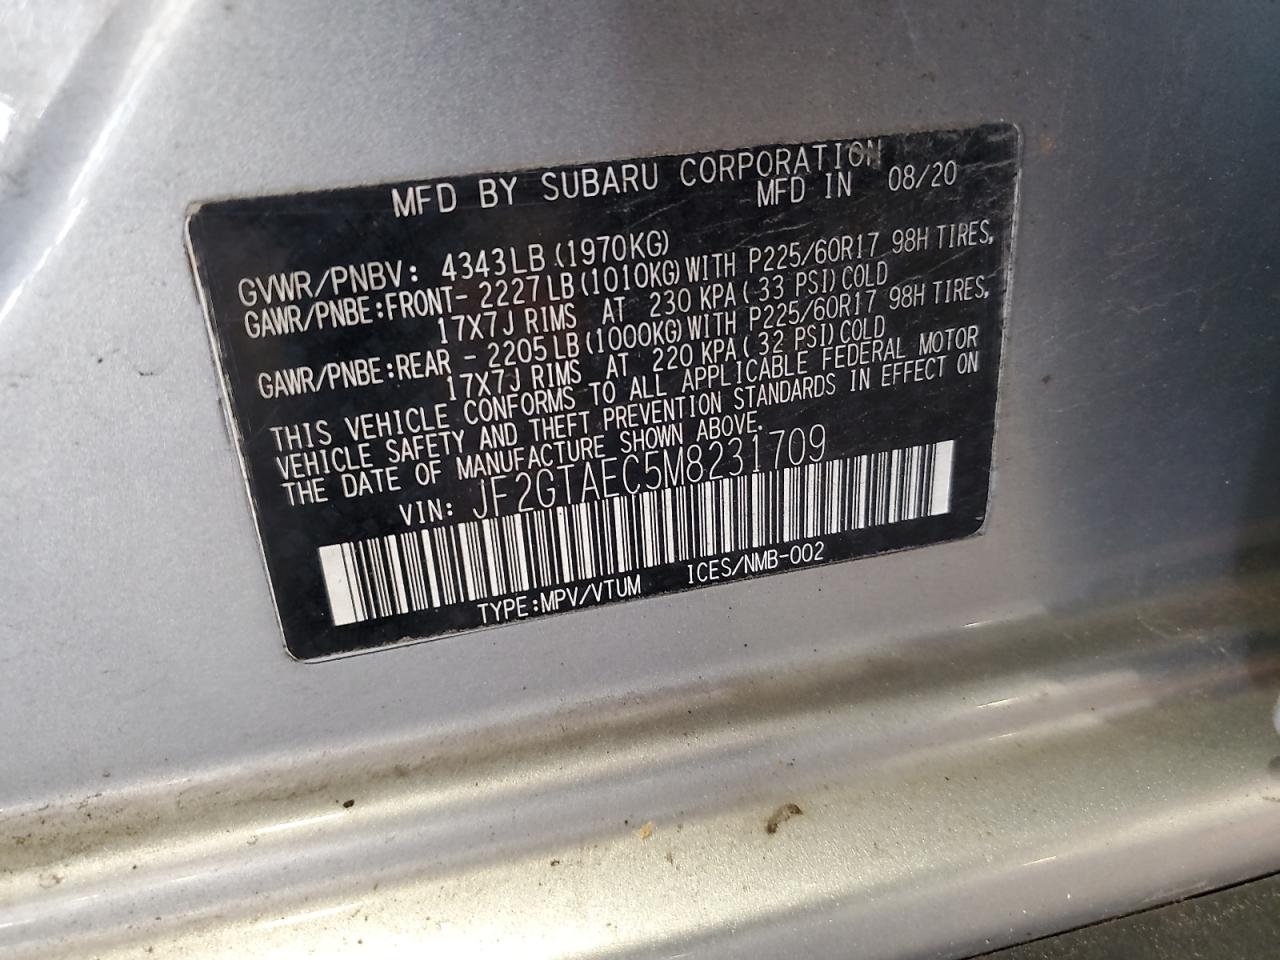 MFD BY SUBARU CORPORATION
MFD IN 08/20
GVWR/PNBV: 4343LB (1970KG)
GAWR/PNBE:FRONT- 2227LB (1010KG) WITH P225/60R17 98H TIRES,
17X7J RIMS AT 230 KPA ( 33 PSI) COLD
GAWR/PNBE:REAR - 2205LB (1000KG) WITH P225/60R17 98H TIRES,
17X7J RIMS AT 220 KPA ( 32 PSI) COLD
THIS VEHICLE CONFORMS TO ALL APPLICABLE FEDERAL MOTOR
VEHICLE SAFETY AND THEFT PREVENTION STANDARDS IN EFFECT ON
THE DATE OF MANUFACTURE SHOWN ABOVE.
VIN: JF2GTAEC5M8231709
TYPE:MPV/VTUM ICES/NMB-002